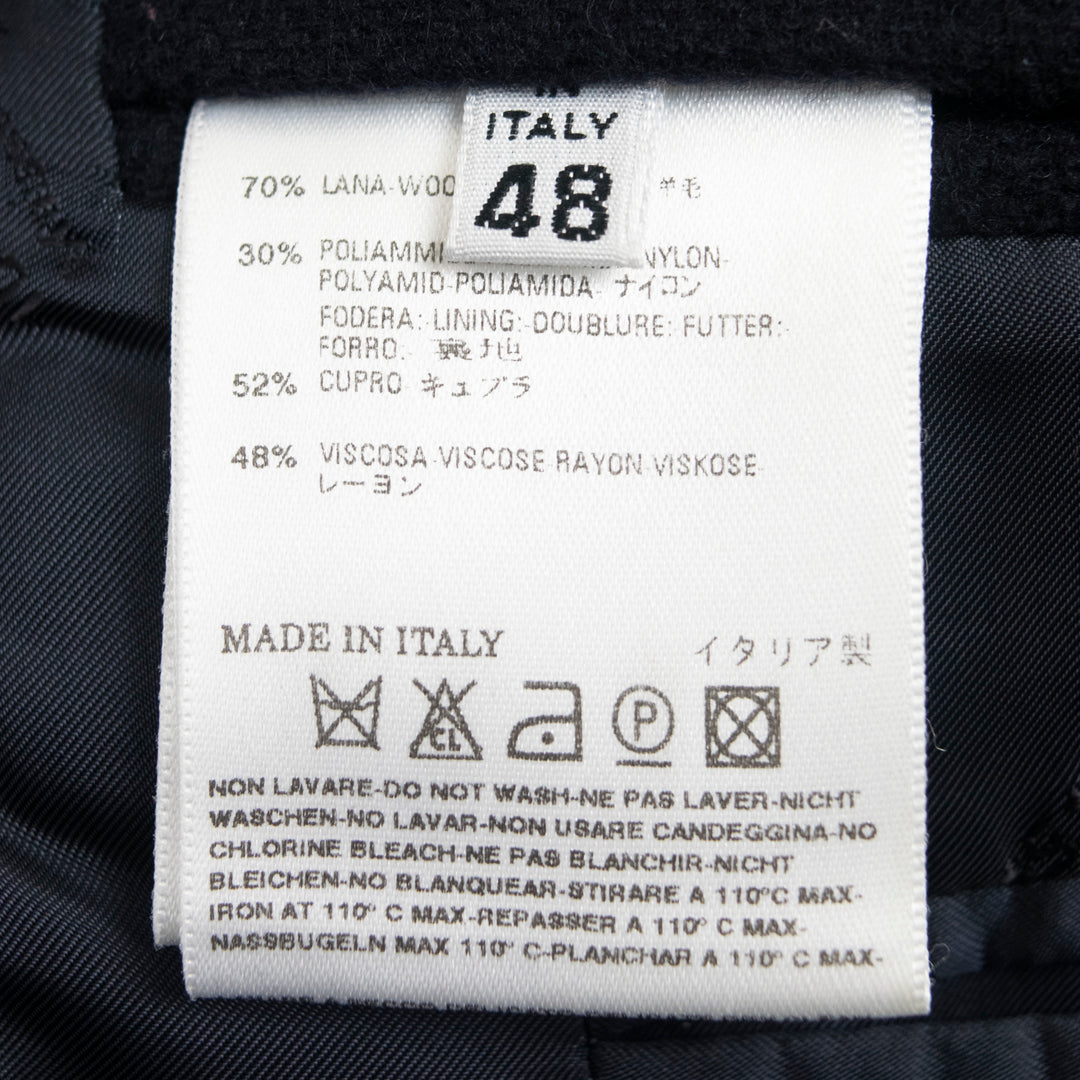 ITALY
48
70% LANA-WOO 羊毛
30% POLIAMMI NYLON-
POLYAMID-POLIAMIDA- ナイロン
FODERA:-LINING:-DOUBLURE: FUTTER:-
FORRO:- 裏地
52% CUPRO- キュプラ
48% VISCOSA-VISCOSE-RAYON-VISKOSE-
レーヨン
MADE IN ITALY イタリア製
CL P
NON LAVARE-DO NOT WASH-NE PAS LAVER-NICHT
WASCHEN-NO LAVAR-NON USARE CANDEGGINA-NO
CHLORINE BLEACH-NE PAS BLANCHIR-NICHT
BLEICHEN-NO BLANQUEAR-STIRARE A 110°C MAX-
IRON AT 110° C MAX-REPASSER A 110° C MAX-
NASSBUGELN MAX 110° C-PLANCHAR A 110° C MAX-